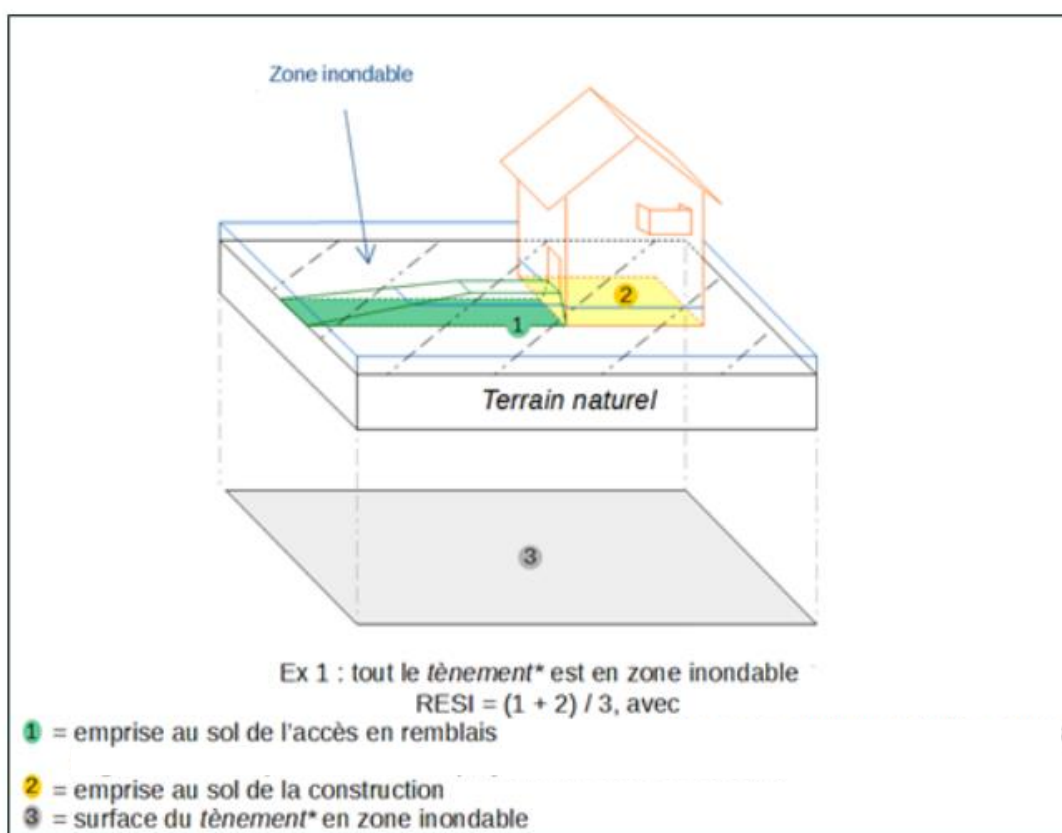 Zone inondable
2
1
Terrain naturel
3
Ex 1 : tout le tènement* est en zone inondable
RESI = (1 + 2) / 3, avec
1 = emprise au sol de l'accès en remblais
2 = emprise au sol de la construction
3 = surface du tènement* en zone inondable